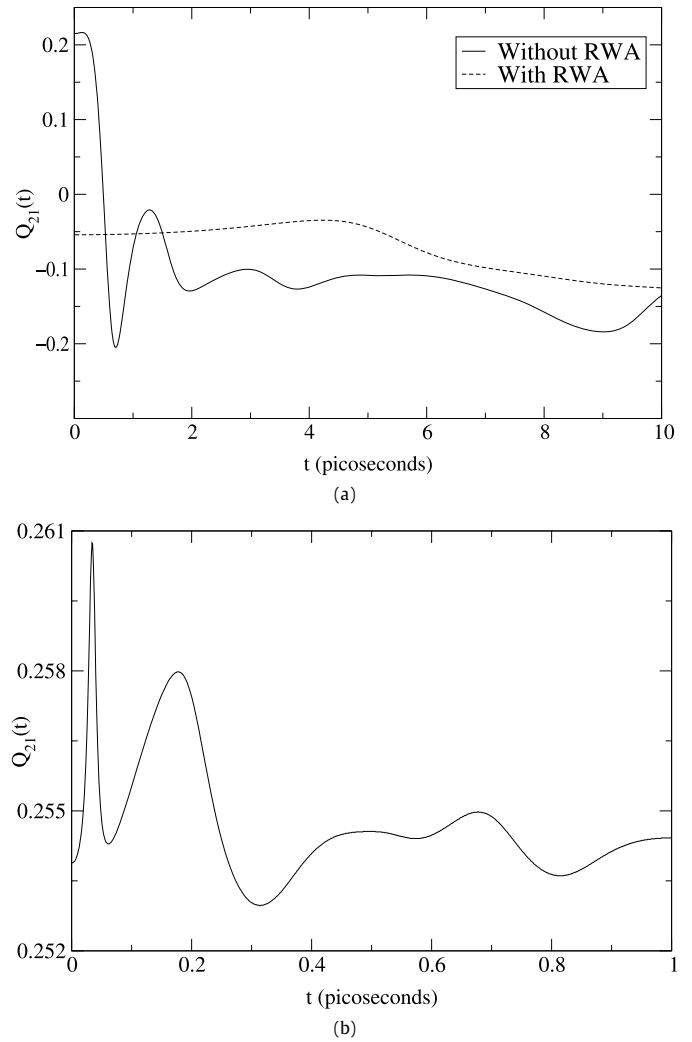 0.2
0.1
0
−0.1
−0.2
Q21(t)
Without RWA
With RWA
0 2 4 6 8 10
t (picoseconds)
(a)
0.261
0.258
0.255
0.252
Q21(t)
0 0.2 0.4 0.6 0.8 1
t (picoseconds)
(b)